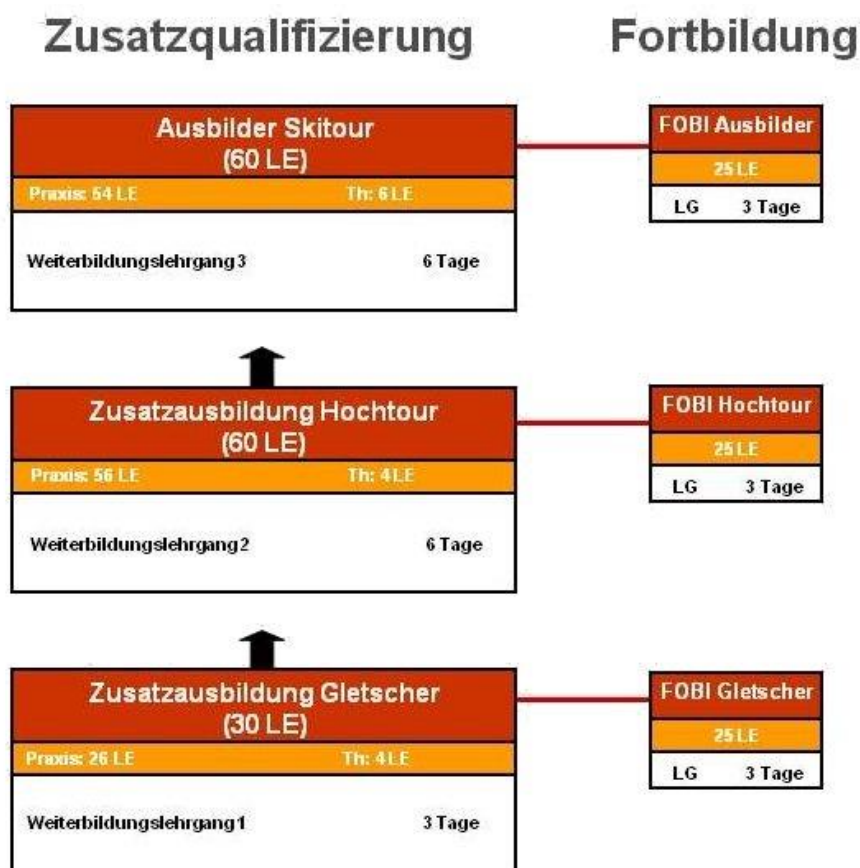 Zusatzqualifizierung
Fortbildung
Ausbilder Skitour
(60 LE)
Praxis: 54 LE Th: 6 LE
Weiterbildungslehrgang 3 6 Tage
FOBI Ausbilder
25 LE
LG 3 Tage
Zusatzausbildung Hochtour
(60 LE)
Praxis: 56 LE Th: 4 LE
Weiterbildungslehrgang 2 6 Tage
FOBI Hochtour
25 LE
LG 3 Tage
Zusatzausbildung Gletscher
(30 LE)
Praxis: 26 LE Th: 4 LE
Weiterbildungslehrgang 1 3 Tage
FOBI Gletscher
25 LE
LG 3 Tage